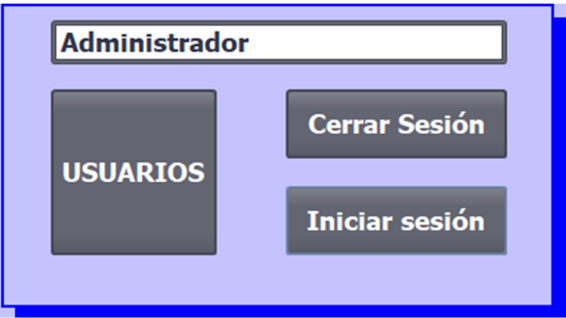 Administrador
USUARIOS
Cerrar Sesión
Iniciar sesión